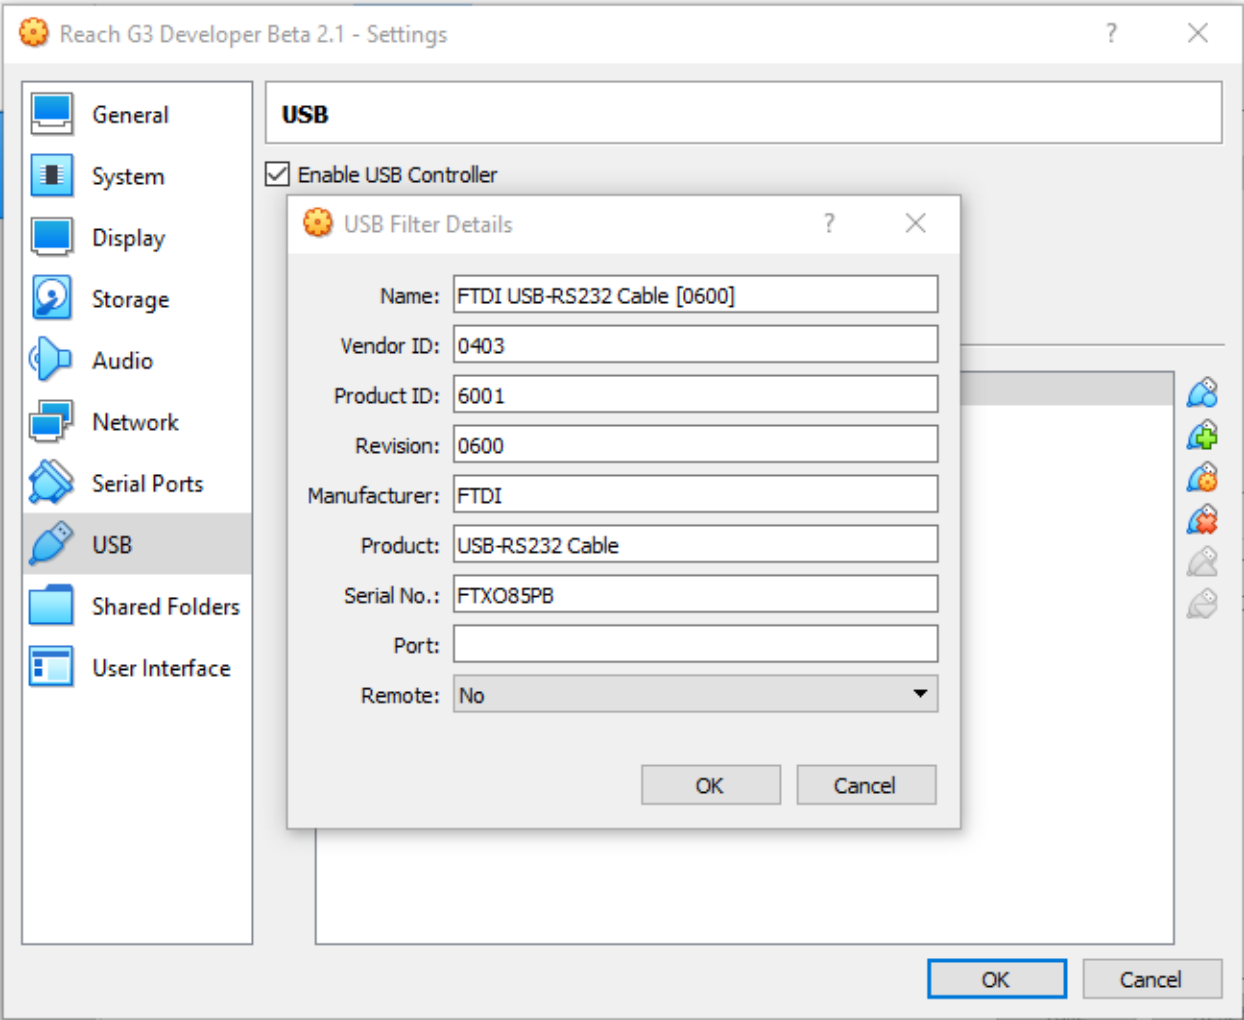 Reach G3 Developer Beta 2.1 - Settings
?
General
System
Display
Storage
Audio
Network
Serial Ports
USB
Shared Folders
User Interface
USB
Enable USB Controller
USB Filter Details
?
Name: FTDI USB-RS232 Cable [0600]
Vendor ID: 0403
Product ID: 6001
Revision: 0600
Manufacturer: FTDI
Product: USB-RS232 Cable
Serial No.: FTXO85PB
Port:
Remote: No
OK Cancel
OK Cancel